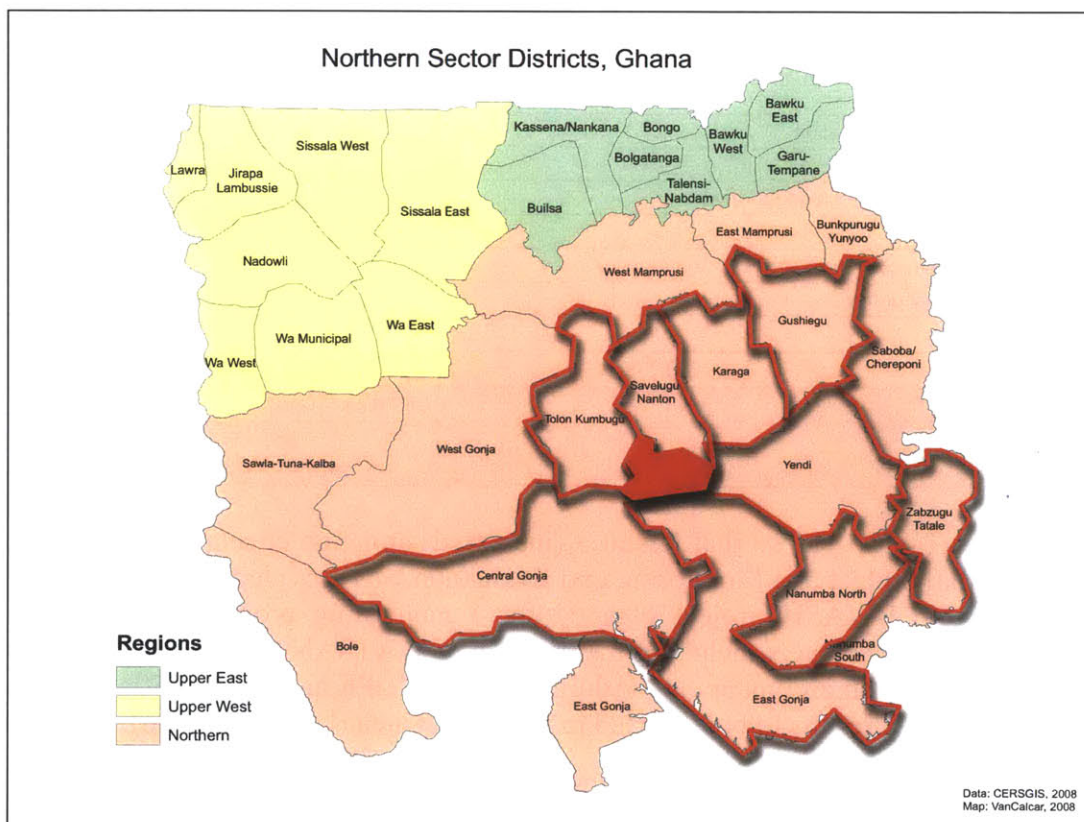 Northern Sector Districts, Ghana
Bawku
East
Kassena/Nankana
Bongo
Bawku
West
Sissala West
Bolgatanga
Garu-
Tempane
Lawra
Jirapa
Lambussie
Talensi-
Nabdam
Builsa
Sissala East
Bunkpurugu
Yunyoo
East Mamprusi
Nadowli
West Mamprusi
Gushiegu
Wa East
Wa Municipal
Saboba/
Chereponi
Wa West
Karaga
Savelugu
Nanton
Tolon Kumbugu
West Gonja
Sawla-Tuna-Kalba
Yendi
Zabzugu
Tatale
Central Gonja
Nanumba North
Bole
Nanumba
South
East Gonja
East Gonja
Regions
Upper East
Upper West
Northern
Data: CERSGIS, 2008
Map: VanCalcar, 2008